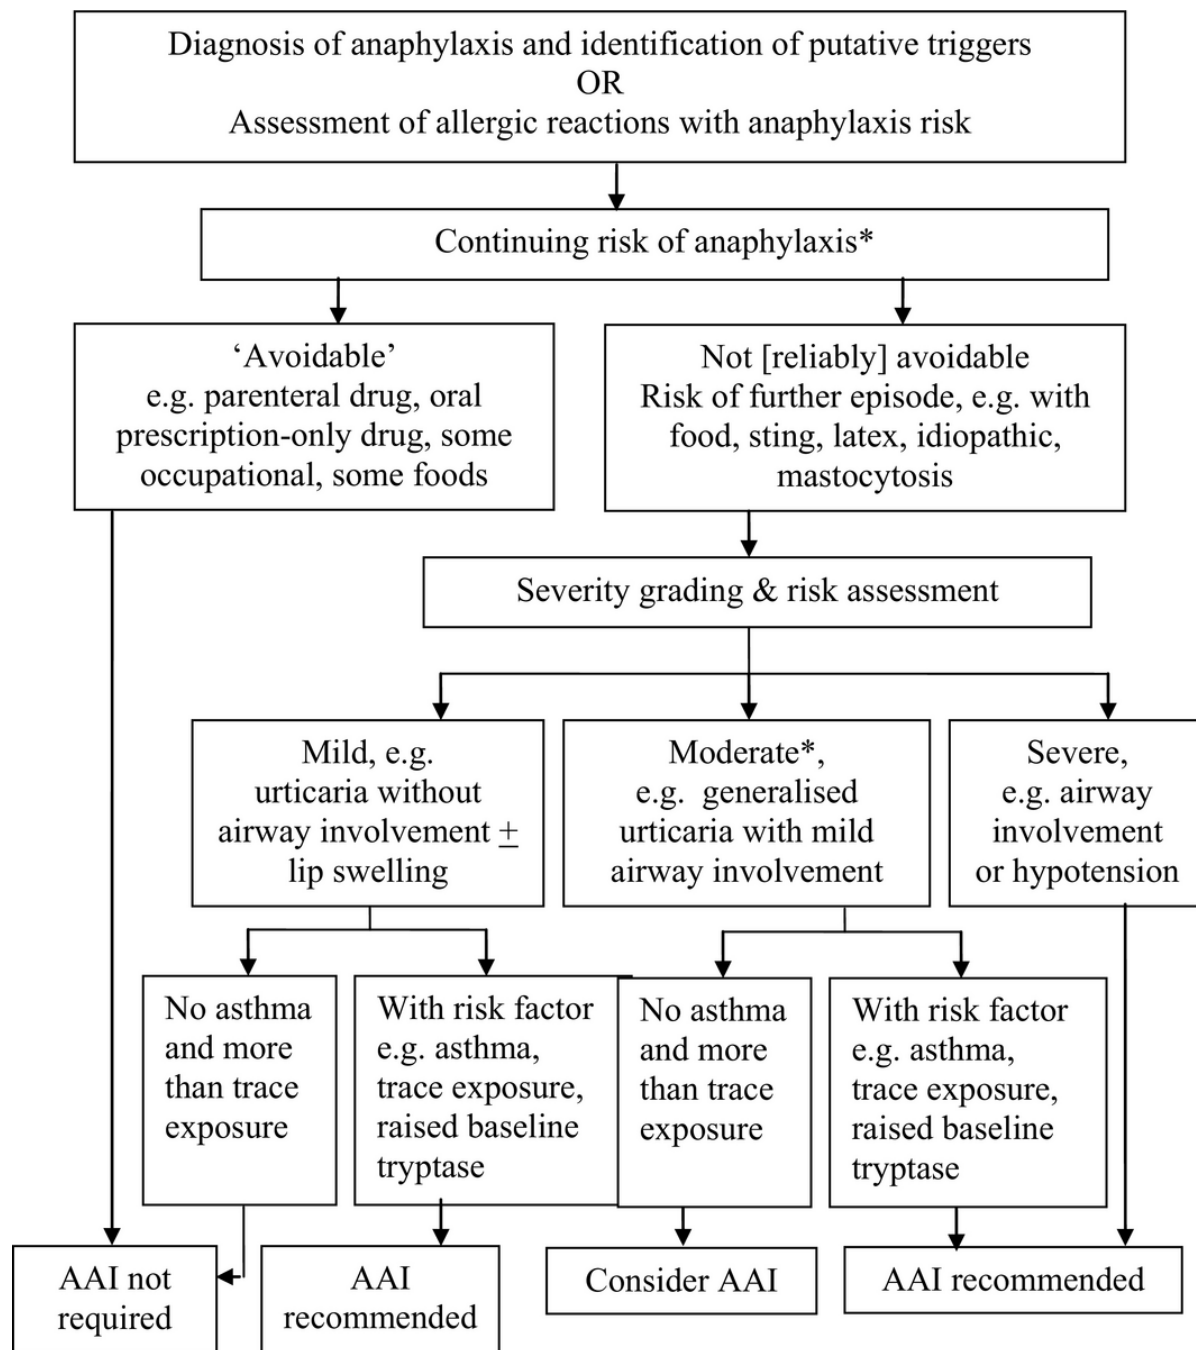 Diagnosis of anaphylaxis and identification of putative triggers
OR
Assessment of allergic reactions with anaphylaxis risk
Continuing risk of anaphylaxis*
‘Avoidable’
e.g. parenteral drug, oral
prescription-only drug, some
occupational, some foods
Not [reliably] avoidable
Risk of further episode, e.g. with
food, sting, latex, idiopathic,
mastocytosis
Severity grading & risk assessment
Mild, e.g.
urticaria without
airway involvement ±
lip swelling
Moderate*,
e.g. generalised
urticaria with mild
airway involvement
Severe,
e.g. airway
involvement
or hypotension
No asthma
and more
than trace
exposure
With risk factor
e.g. asthma,
trace exposure,
raised baseline
tryptase
No asthma
and more
than trace
exposure
With risk factor
e.g. asthma,
trace exposure,
raised baseline
tryptase
AAI not
required
AAI
recommended
Consider AAI
AAI recommended